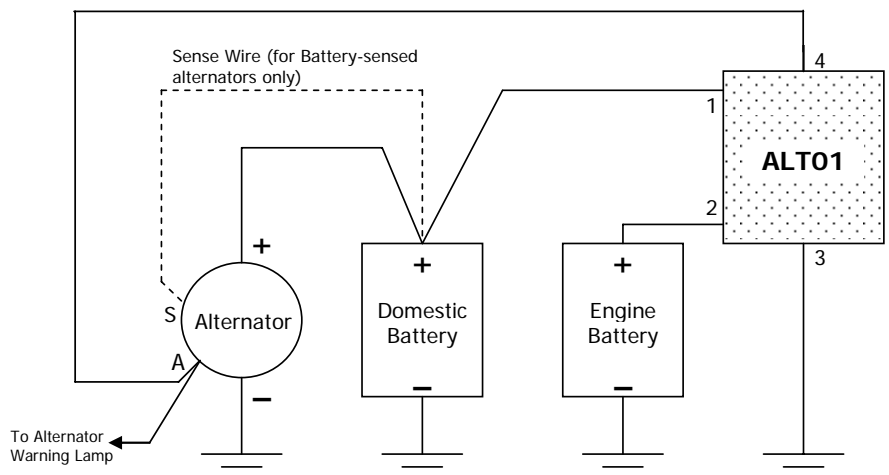 Sense Wire (for Battery-sensed
alternators only)
4
1
ALT01
2
3
+
+
+
S
Alternator
Domestic
Battery
Engine
Battery
A
−
−
−
To Alternator
Warning Lamp